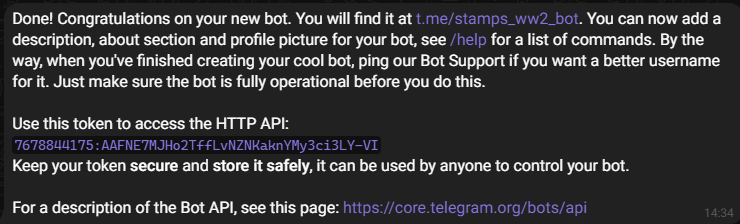 Done! Congratulations on your new bot. You will find it at t.me/stamps_ww2_bot. You can now add a
description, about section and profile picture for your bot, see /help for a list of commands. By the
way, when you've finished creating your cool bot, ping our Bot Support if you want a better username
for it. Just make sure the bot is fully operational before you do this.
Use this token to access the HTTP API:
7678844175:AAFNE7MJHo2TffLvNZNKaknYMy3ci3LY-VI
Keep your token secure and store it safely, it can be used by anyone to control your bot.
For a description of the Bot API, see this page: https://core.telegram.org/bots/api
14:34